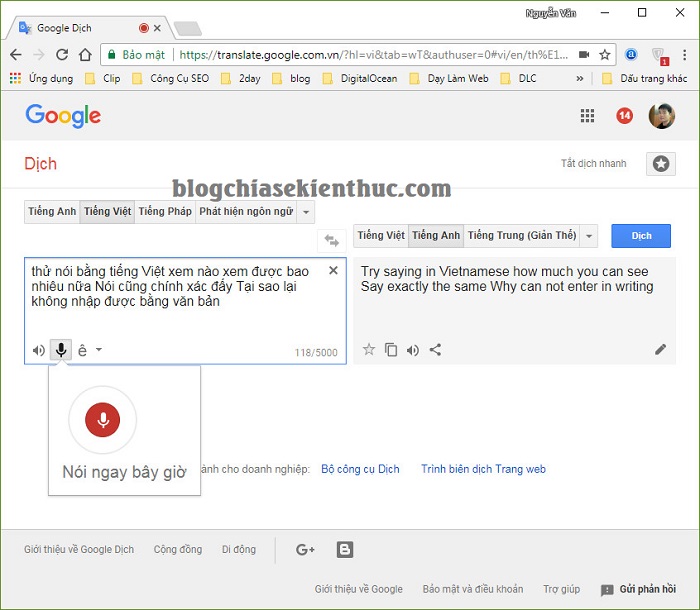 Nguyễn Văn
Google Dịch
Bảo mật
https://translate.google.com.vn/?hl=vi&tab=wT&authuser=0#vi/en/th%E1...
1
Ứng dụng Clip Công Cụ SEO 2day blog DigitalOcean Dạy Làm Web DLC » Dấu trang khác
Google
14
Dịch
Tắt dịch nhanh
blogchiasekienthuc.com
Tiếng Anh Tiếng Việt Tiếng Pháp Phát hiện ngôn ngữ
Tiếng Việt Tiếng Anh Tiếng Trung (Giản Thể) Dịch
thử nói bằng tiếng Việt xem nào xem được bao
nhiêu nữa Nói cũng chính xác đấy Tại sao lại
không nhập được bằng văn bản
ê
118/5000
Try saying in Vietnamese how much you can see
Say exactly the same Why can not enter in writing
Nói ngay bây giờ
ành cho doanh nghiệp: Bộ công cụ Dịch Trình biên dịch Trang web
Giới thiệu về Google Dịch Cộng đồng Di động G+
Giới thiệu về Google Bảo mật và điều khoản Trợ giúp Gửi phản hồi